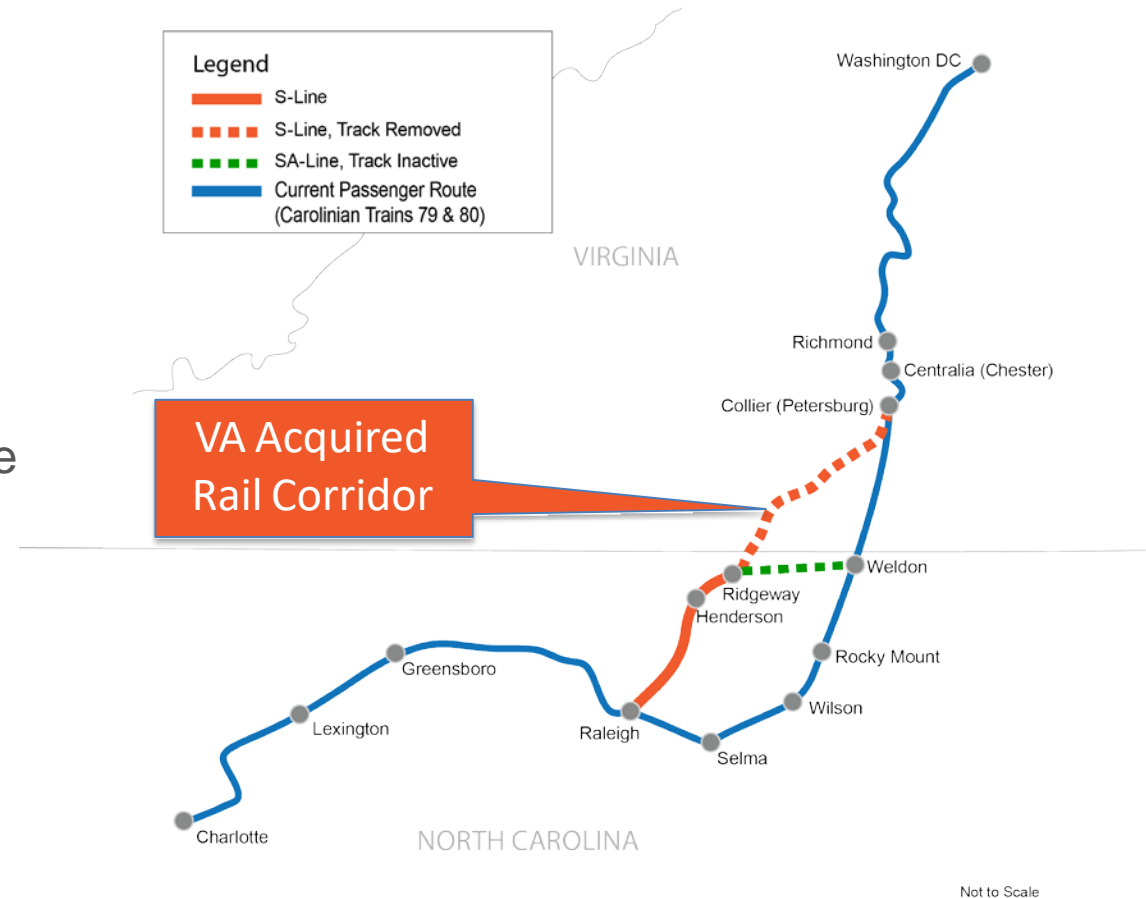 Legend
S-Line
S-Line, Track Removed
SA-Line, Track Inactive
Current Passenger Route
(Carolinian Trains 79 & 80)
Washington DC
VIRGINIA
Richmond
Centralia (Chester)
Collier (Petersburg)
VA Acquired
Rail Corridor
e
Weldon
Ridgeway
Henderson
Rocky Mount
Greensboro
Wilson
Lexington
Raleigh
Selma
Charlotte
NORTH CAROLINA
Not to Scale